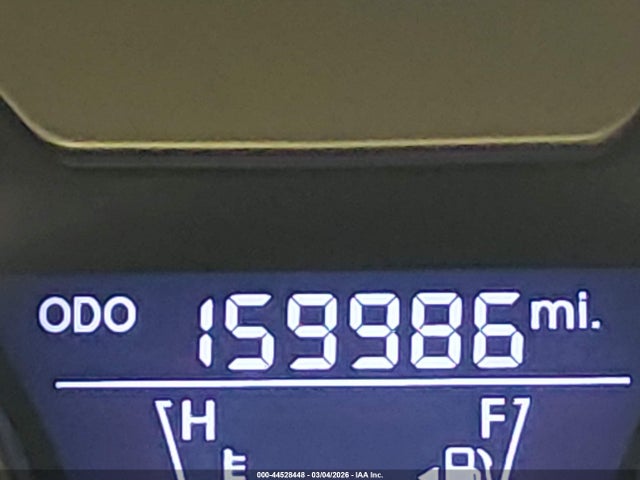 ODO 159986 mi.
H F
000-44528448 - 03/04/2026 - IAA Inc.